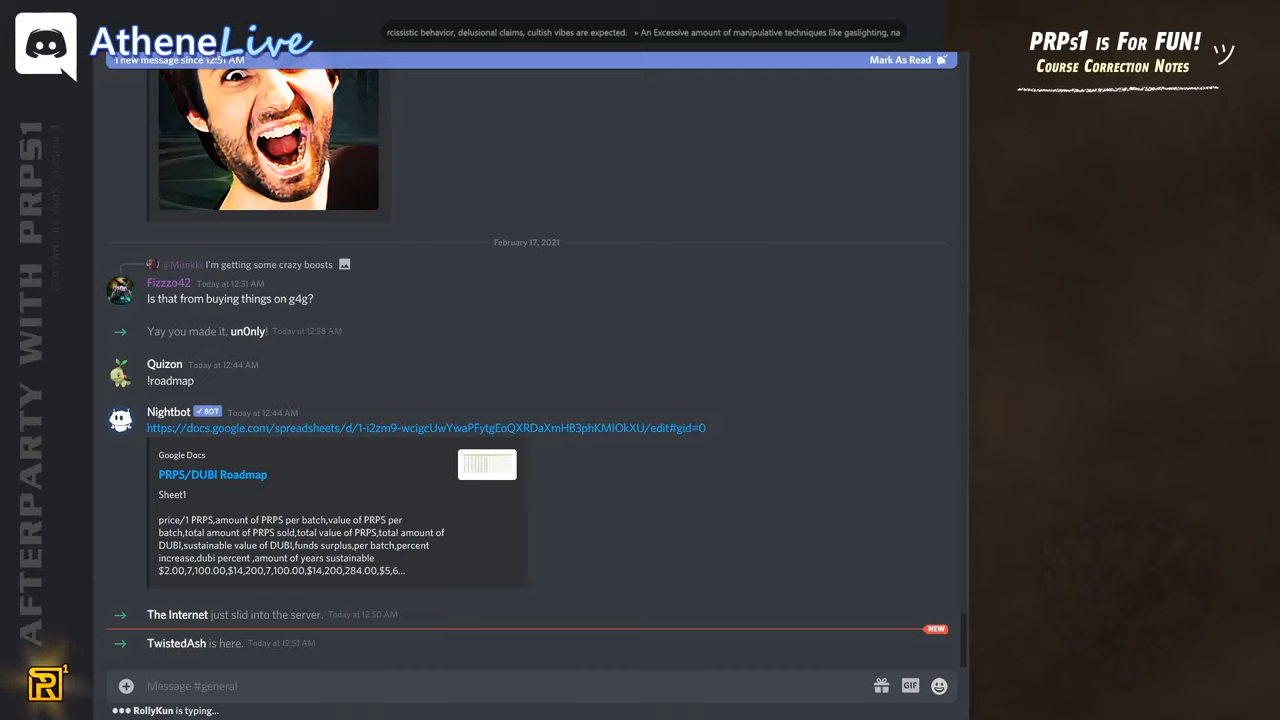 AtheneLive
rcissistic behavior, delusional claims, cultish vibes are expected. » An Excessive amount of manipulative techniques like gaslighting, na
PRPs1 is For FUN!
Course Correction Notes
1 new message since 12:51 AM
Mark As Read
AFTERPARTY WITH PRPS1
February 17, 2021
@Munkki I'm getting some crazy boosts
Fizzzo42 Today at 12:31 AM
Is that from buying things on g4g?
Yay you made it, un0nly! Today at 12:38 AM
Quizon Today at 12:44 AM
!roadmap
Nightbot ✓ BOT Today at 12:44 AM
https://docs.google.com/spreadsheets/d/1-i2zm9-wcigcUwYwaPFytgEoQXRDaXmH83phKMIOkXU/edit#gid=0
Google Docs
PRPS/DUBI Roadmap
Sheet1
price/1 PRPS,amount of PRPS per batch,value of PRPS per
batch,total amount of PRPS sold,total value of PRPS,total amount of
DUBI,sustainable value of DUBI,funds surplus,per batch,percent
increase,dubi percent ,amount of years sustainable
$2.00,7,100.00,$14,200,7,100.00,$14,200,284.00,$5,6...
The Internet just slid into the server. Today at 12:50 AM
NEW
TwistedAsh is here. Today at 12:51 AM
Message #general
GIF
RollyKun is typing...
R1